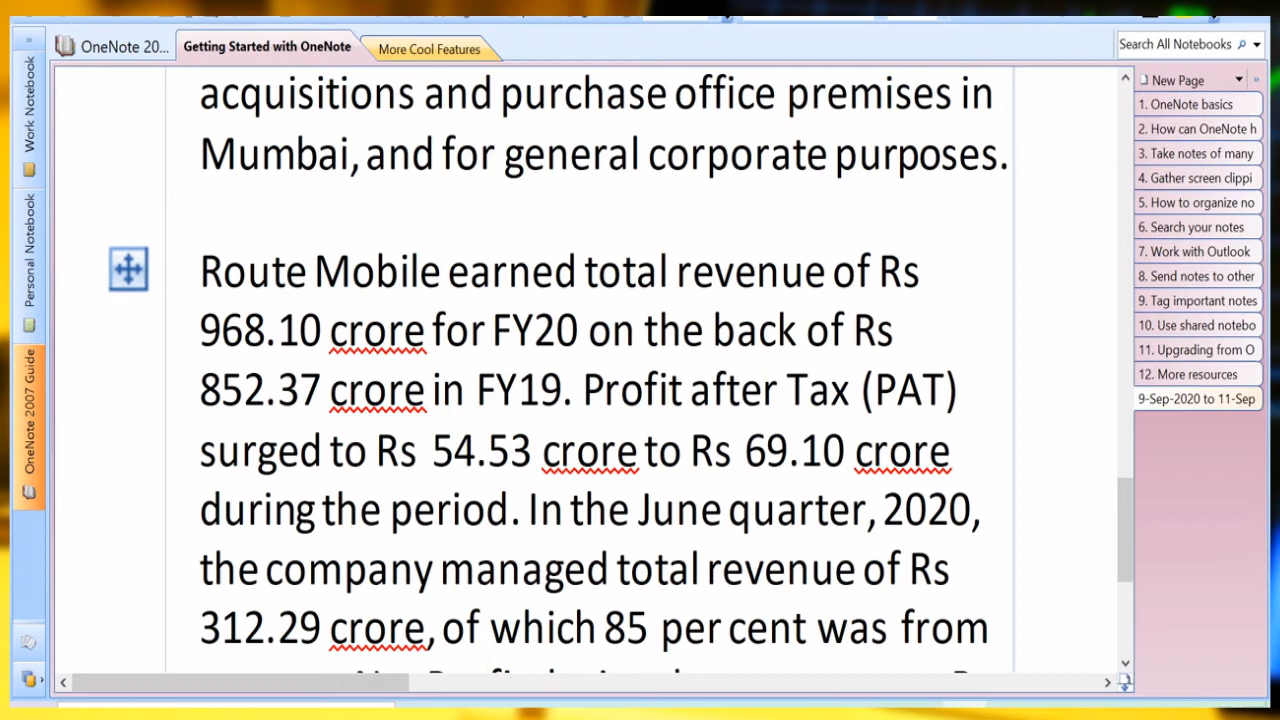 OneNote 20...
Getting Started with OneNote
More Cool Features
Search All Notebooks
»
Work Notebook
Personal Notebook
OneNote 2007 Guide
acquisitions and purchase office premises in
Mumbai, and for general corporate purposes.
Route Mobile earned total revenue of Rs
968.10 crore for FY20 on the back of Rs
852.37 crore in FY19. Profit after Tax (PAT)
surged to Rs 54.53 crore to Rs 69.10 crore
during the period. In the June quarter, 2020,
the company managed total revenue of Rs
312.29 crore, of which 85 per cent was from
New Page »
1. OneNote basics
2. How can OneNote h
3. Take notes of many
4. Gather screen clippi
5. How to organize no
6. Search your notes
7. Work with Outlook
8. Send notes to other
9. Tag important notes
10. Use shared notebo
11. Upgrading from O
12. More resources
9-Sep-2020 to 11-Sep